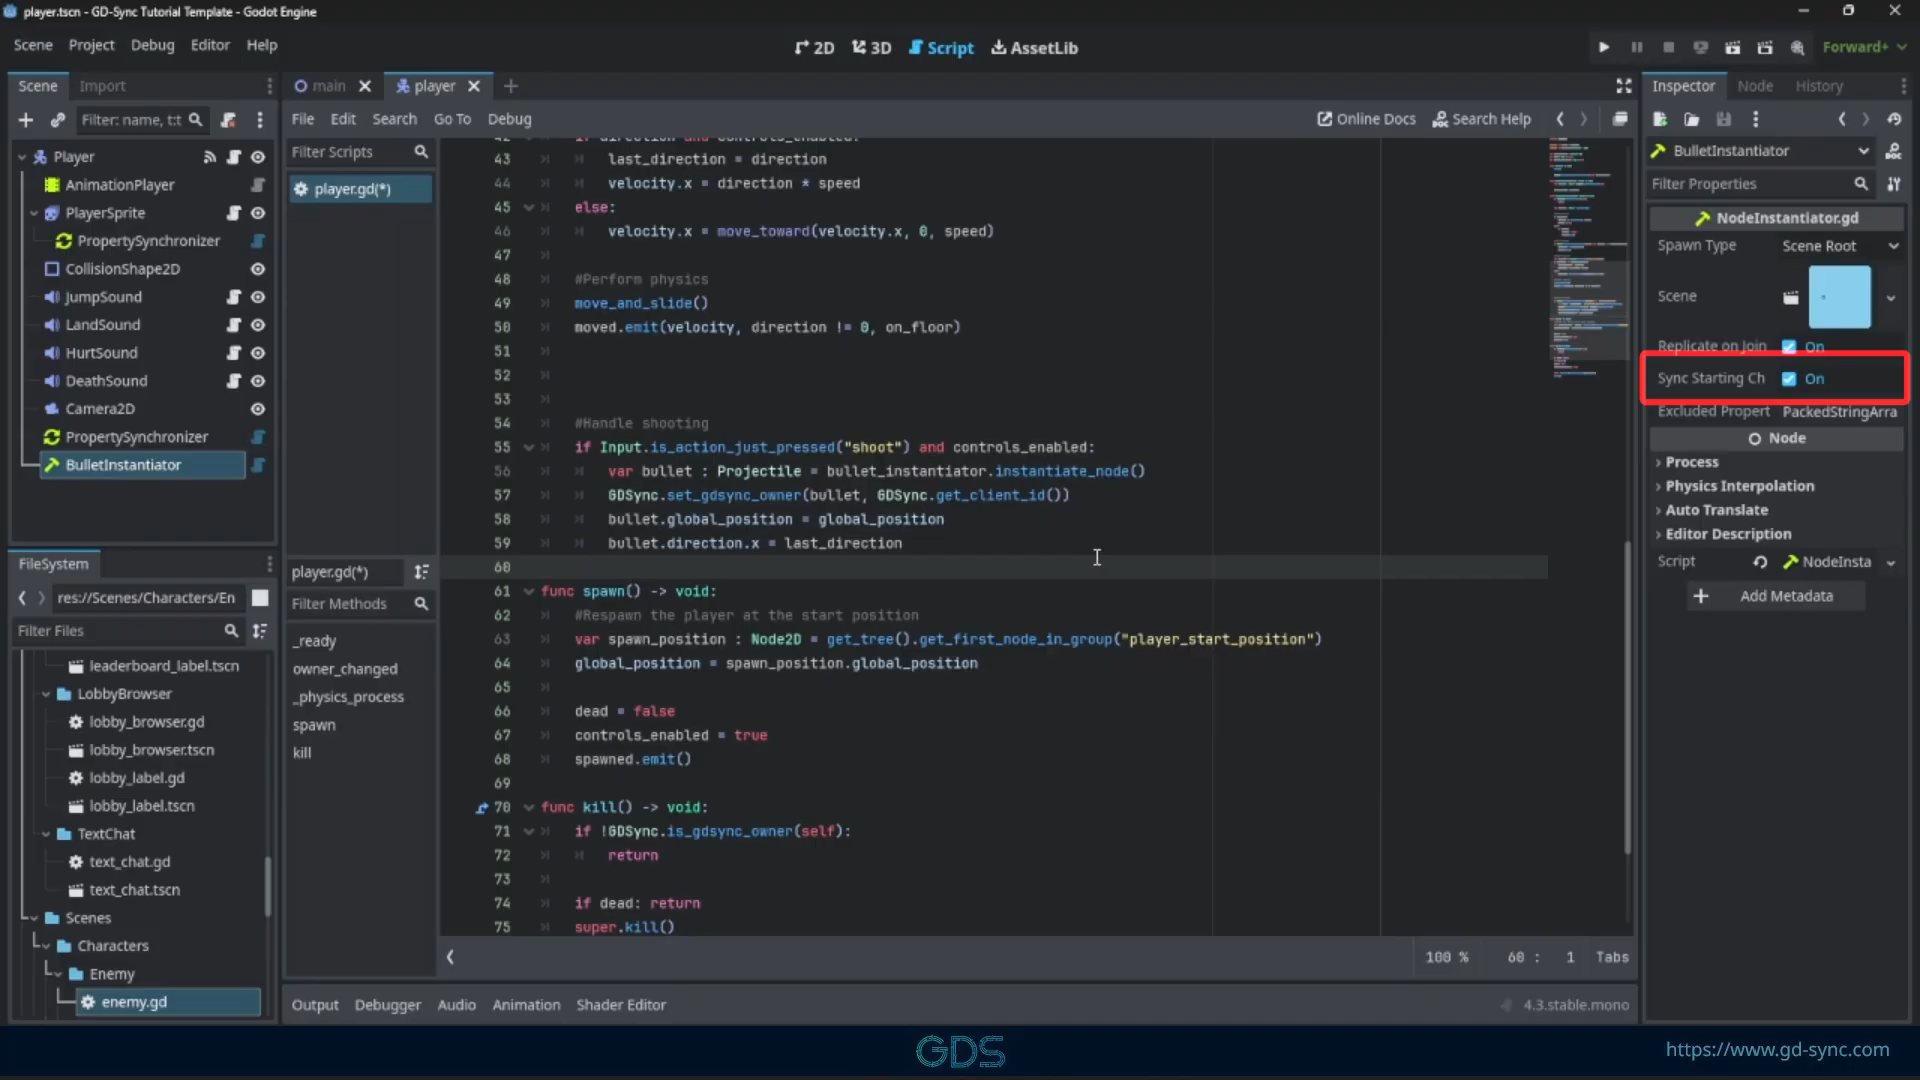 player.tscn - GD-Sync Tutorial Template - Godot Engine
Scene Project Debug Editor Help
2D 3D Script AssetLib
Forward+
Scene Import
Filter: name, t:t
Player
AnimationPlayer
PlayerSprite
PropertySynchronizer
CollisionShape2D
JumpSound
LandSound
HurtSound
DeathSound
Camera2D
PropertySynchronizer
BulletInstantiator
FileSystem
res://Scenes/Characters/En
Filter Files
leaderboard_label.tscn
LobbyBrowser
lobby_browser.gd
lobby_browser.tscn
lobby_label.gd
lobby_label.tscn
TextChat
text_chat.gd
text_chat.tscn
Scenes
Characters
Enemy
enemy.gd
main player
File Edit Search Go To Debug
Online Docs Search Help
Filter Scripts
player.gd(*)
player.gd(*)
Filter Methods
_ready
owner_changed
_physics_process
spawn
kill
42 if direction and controls_enabled:
43 last_direction = direction
44 velocity.x = direction * speed
45 else:
46 velocity.x = move_toward(velocity.x, 0, speed)
47
48 #Perform physics
49 move_and_slide()
50 moved.emit(velocity, direction != 0, on_floor)
51
52
53
54 #Handle shooting
55 if Input.is_action_just_pressed("shoot") and controls_enabled:
56 var bullet : Projectile = bullet_instantiator.instantiate_node()
57 GDSync.set_gdsync_owner(bullet, GDSync.get_client_id())
58 bullet.global_position = global_position
59 bullet.direction.x = last_direction
60
61 func spawn() -> void:
62 #Respawn the player at the start position
63 var spawn_position : Node2D = get_tree().get_first_node_in_group("player_start_position")
64 global_position = spawn_position.global_position
65
66 dead = false
67 controls_enabled = true
68 spawned.emit()
69
70 func kill() -> void:
71 if !GDSync.is_gdsync_owner(self):
72 return
73
74 if dead: return
75 super.kill()
100 % 60 : 1 Tabs
Output Debugger Audio Animation Shader Editor
4.3.stable.mono
Inspector Node History
BulletInstantiator
Filter Properties
NodeInstantiator.gd
Spawn Type Scene Root
Scene
Replicate on Join On
Sync Starting Ch On
Excluded Propert PackedStringArra
Node
Process
Physics Interpolation
Auto Translate
Editor Description
Script NodeInsta
Add Metadata
GDS
https://www.gd-sync.com